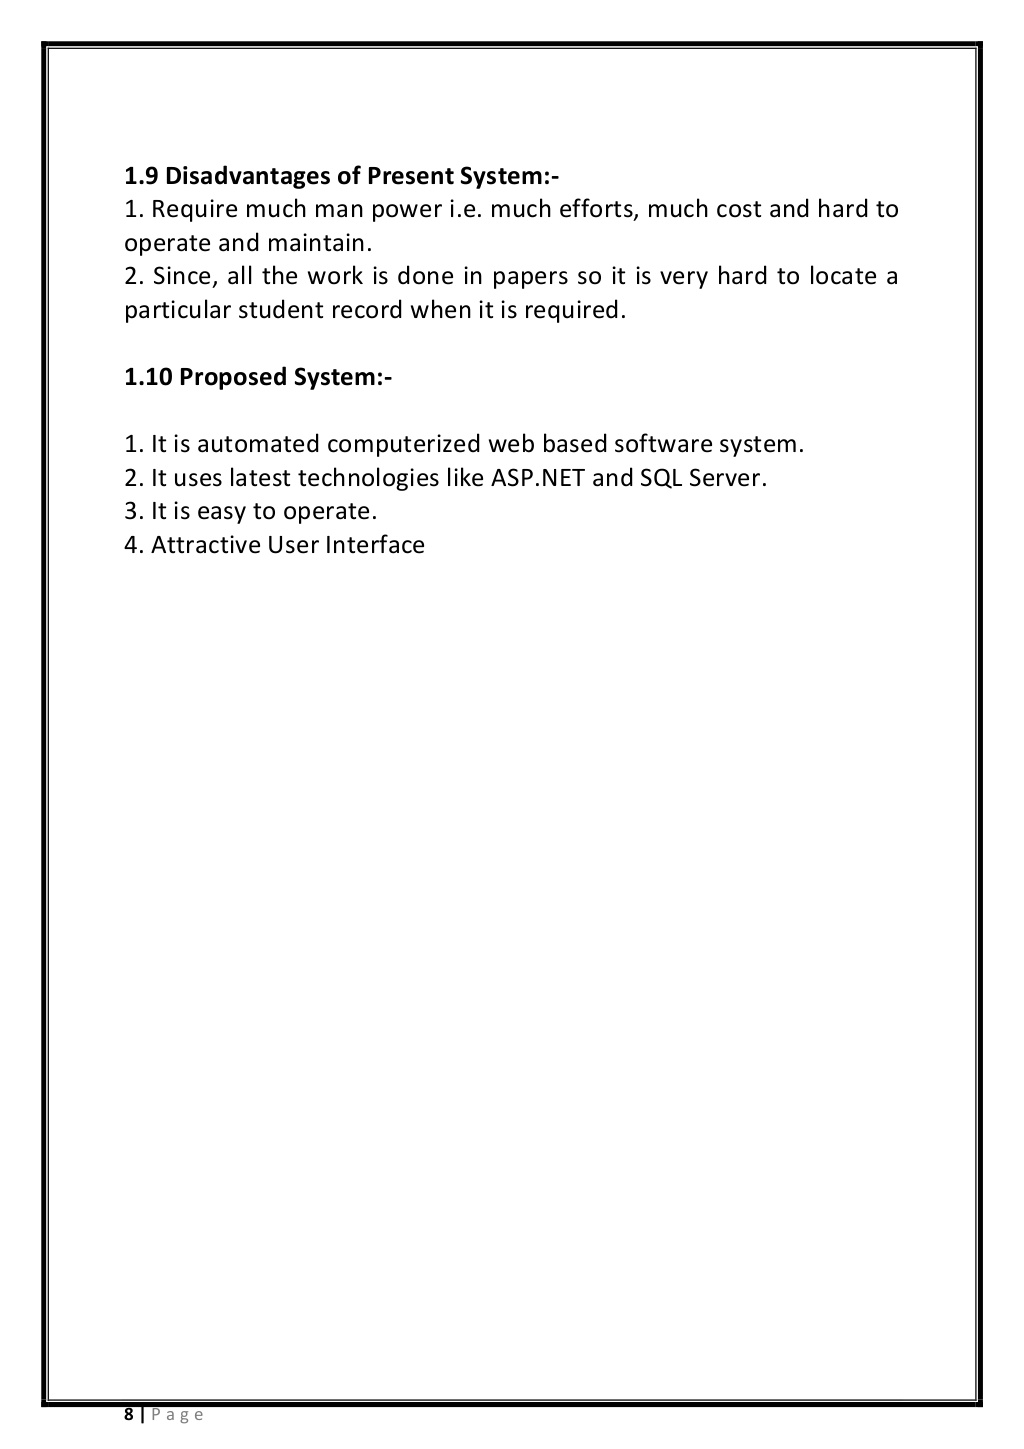 1.9 Disadvantages of Present System:-
1. Require much man power i.e. much efforts, much cost and hard to
operate and maintain.
2. Since, all the work is done in papers so it is very hard to locate a
particular student record when it is required.
1.10 Proposed System:-
1. It is automated computerized web based software system.
2. It uses latest technologies like ASP.NET and SQL Server.
3. It is easy to operate.
4. Attractive User Interface
8 | Page